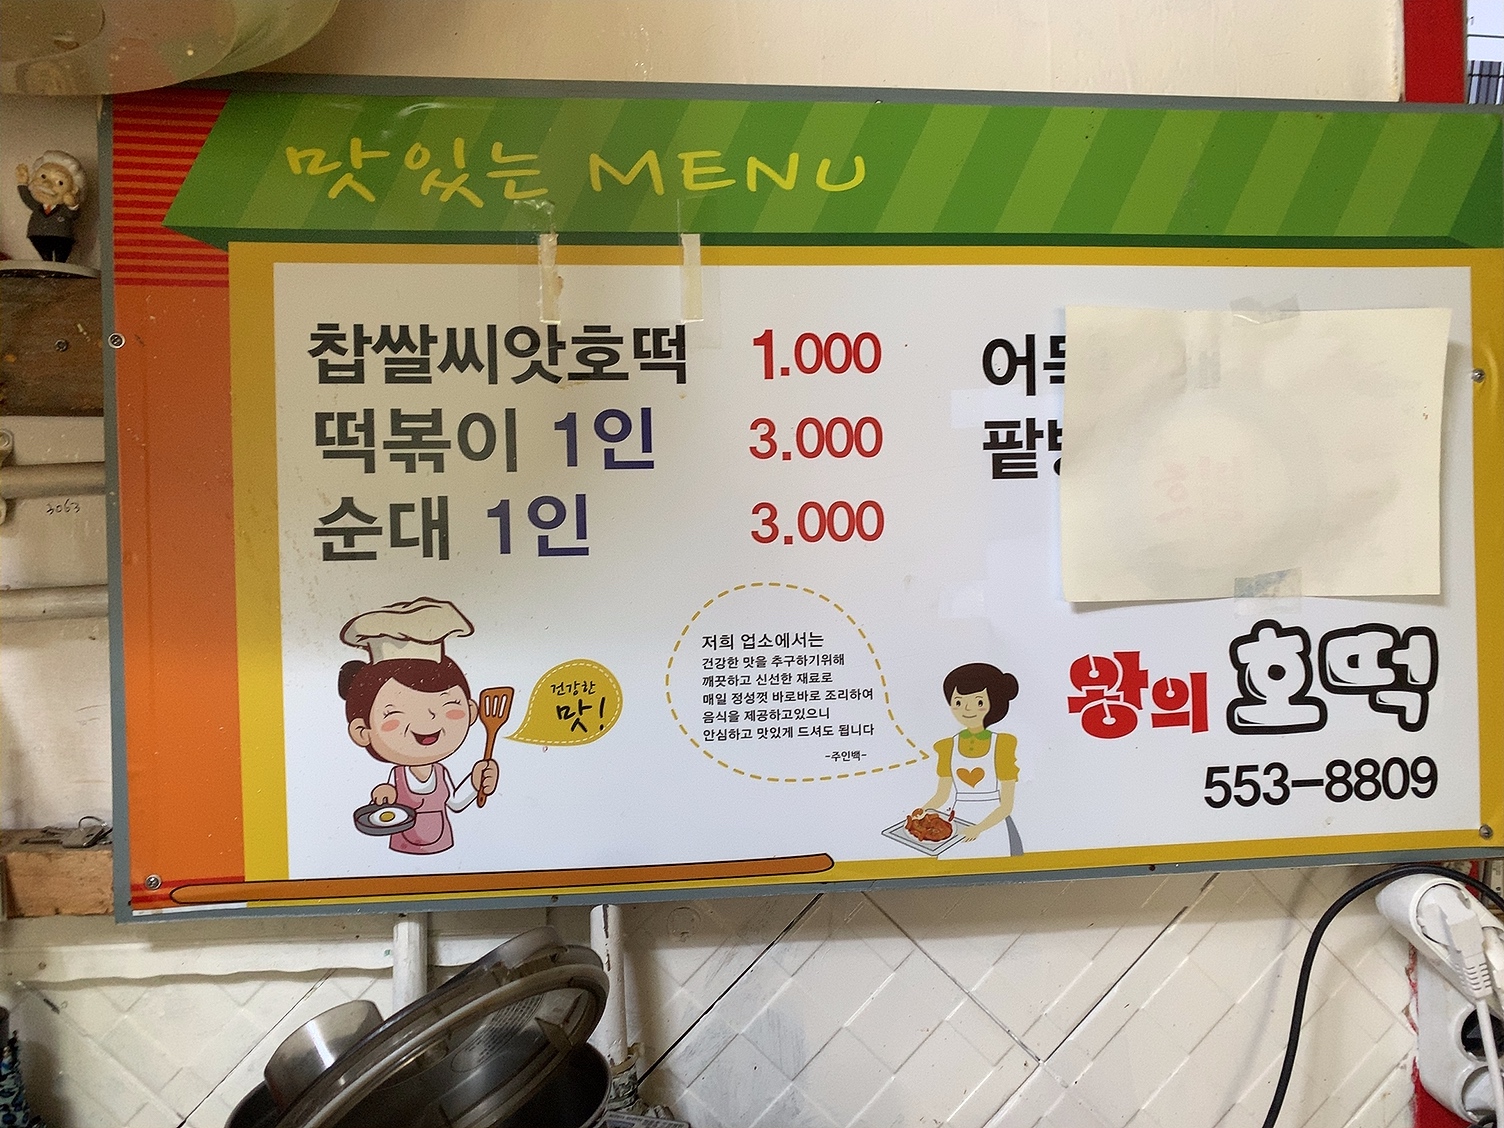 맛있는 MENU
찹쌀씨앗호떡 1.000
떡볶이 1인 3.000
순대 1인 3.000
건강한
맛!
저희 업소에서는
건강한 맛을 추구하기위해
깨끗하고 신선한 재료로
매일 정성껏 바로바로 조리하여
음식을 제공하고있으니
안심하고 맛있게 드셔도 됩니다
-주인백-
왕의 호떡
553-8809
3063